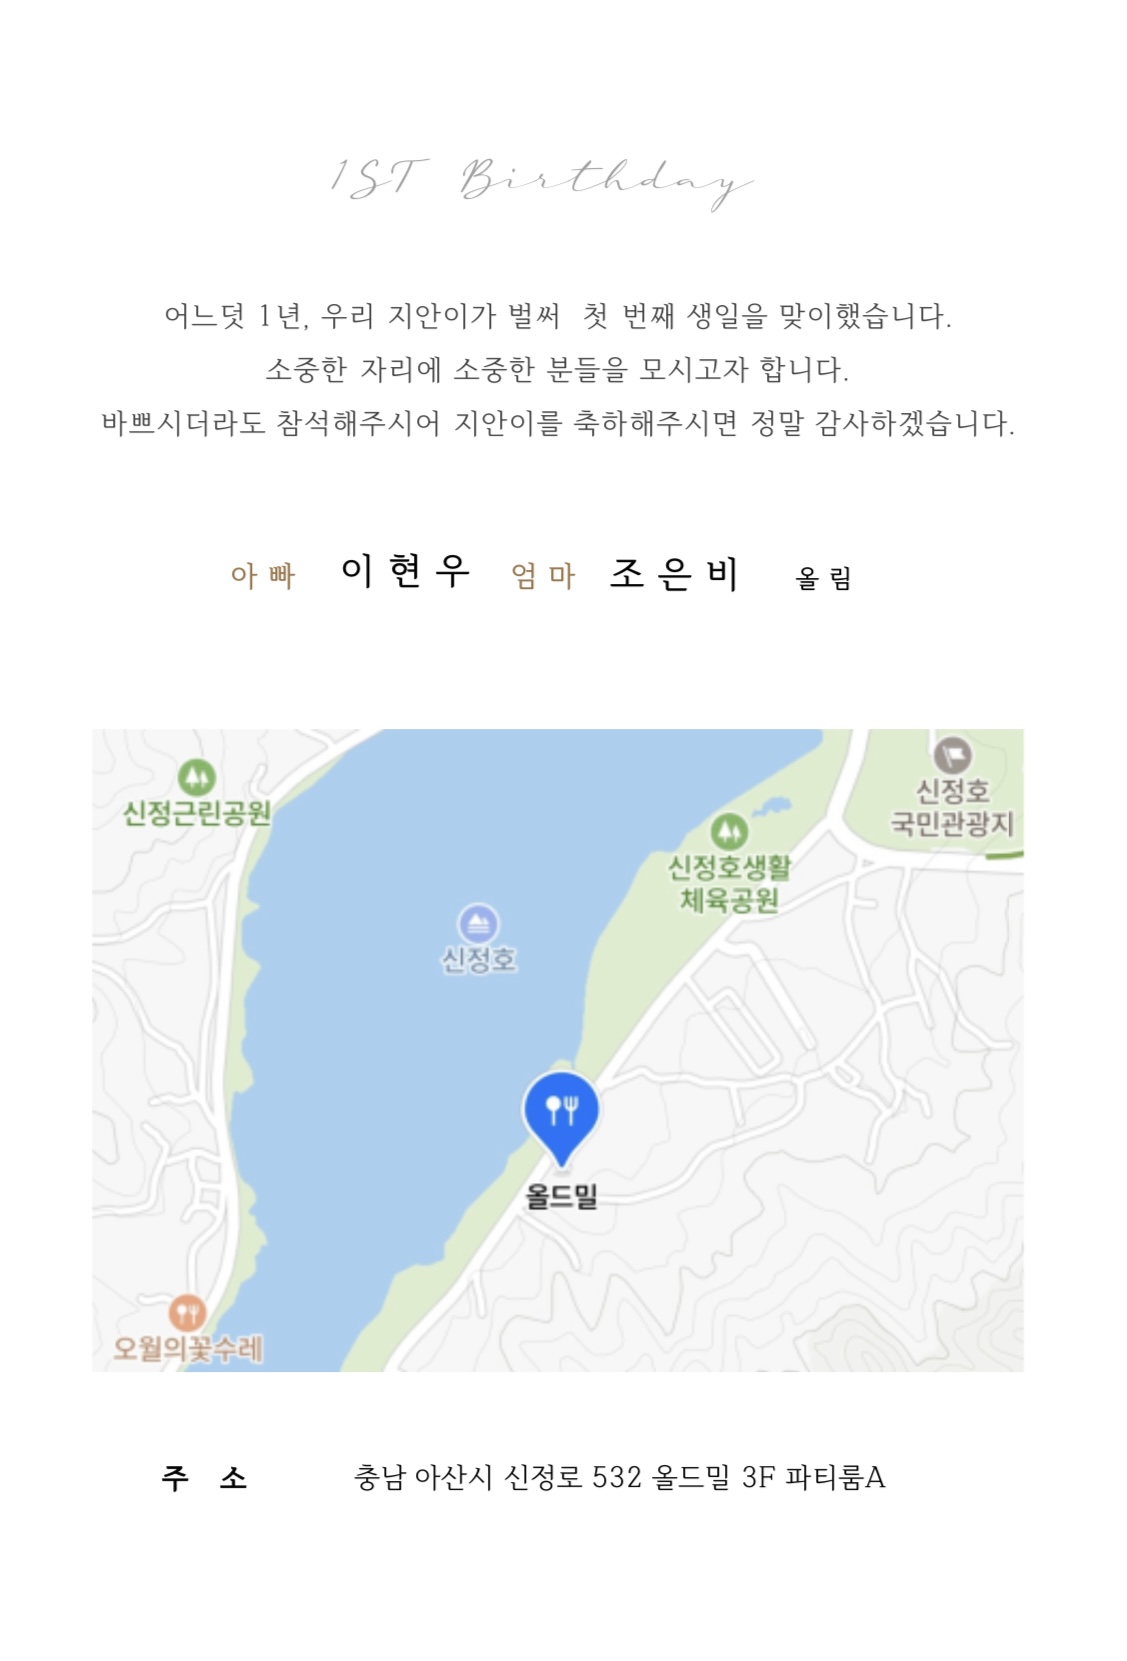 1ST Birthday
어느덧 1년, 우리 지안이가 벌써 첫 번째 생일을 맞이했습니다.
소중한 자리에 소중한 분들을 모시고자 합니다.
바쁘시더라도 참석해주시어 지안이를 축하해주시면 정말 감사하겠습니다.
아빠 이현우 엄마 조은비 올림
신정호
국민관광지
신정근린공원
신정호생활
체육공원
신정호
올드밀
오월의꽃수레
주 소 충남 아산시 신정로 532 올드밀 3F 파티룸A